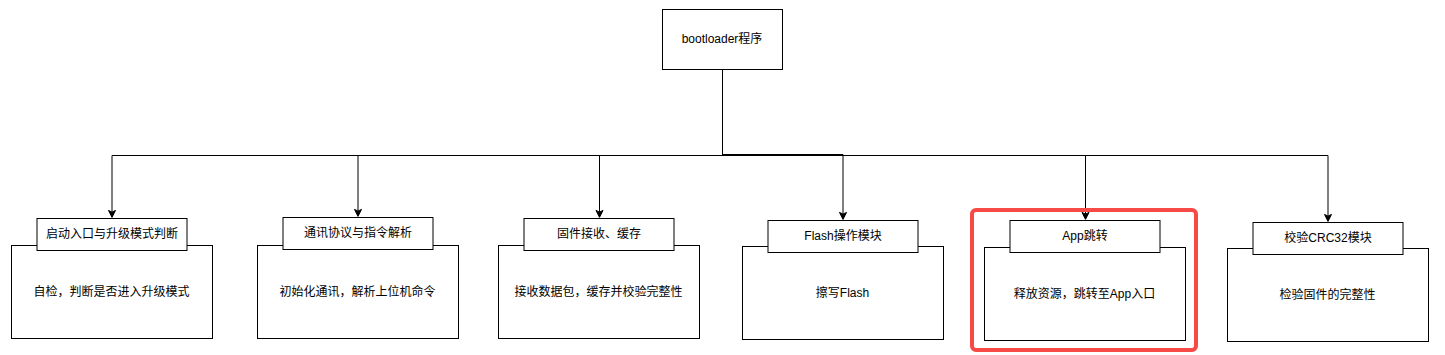 bootloader程序
启动入口与升级模式判断
自检，判断是否进入升级模式
通讯协议与指令解析
初始化通讯，解析上位机命令
固件接收、缓存
接收数据包，缓存并校验完整性
Flash操作模块
擦写Flash
App跳转
释放资源，跳转至App入口
校验CRC32模块
检验固件的完整性